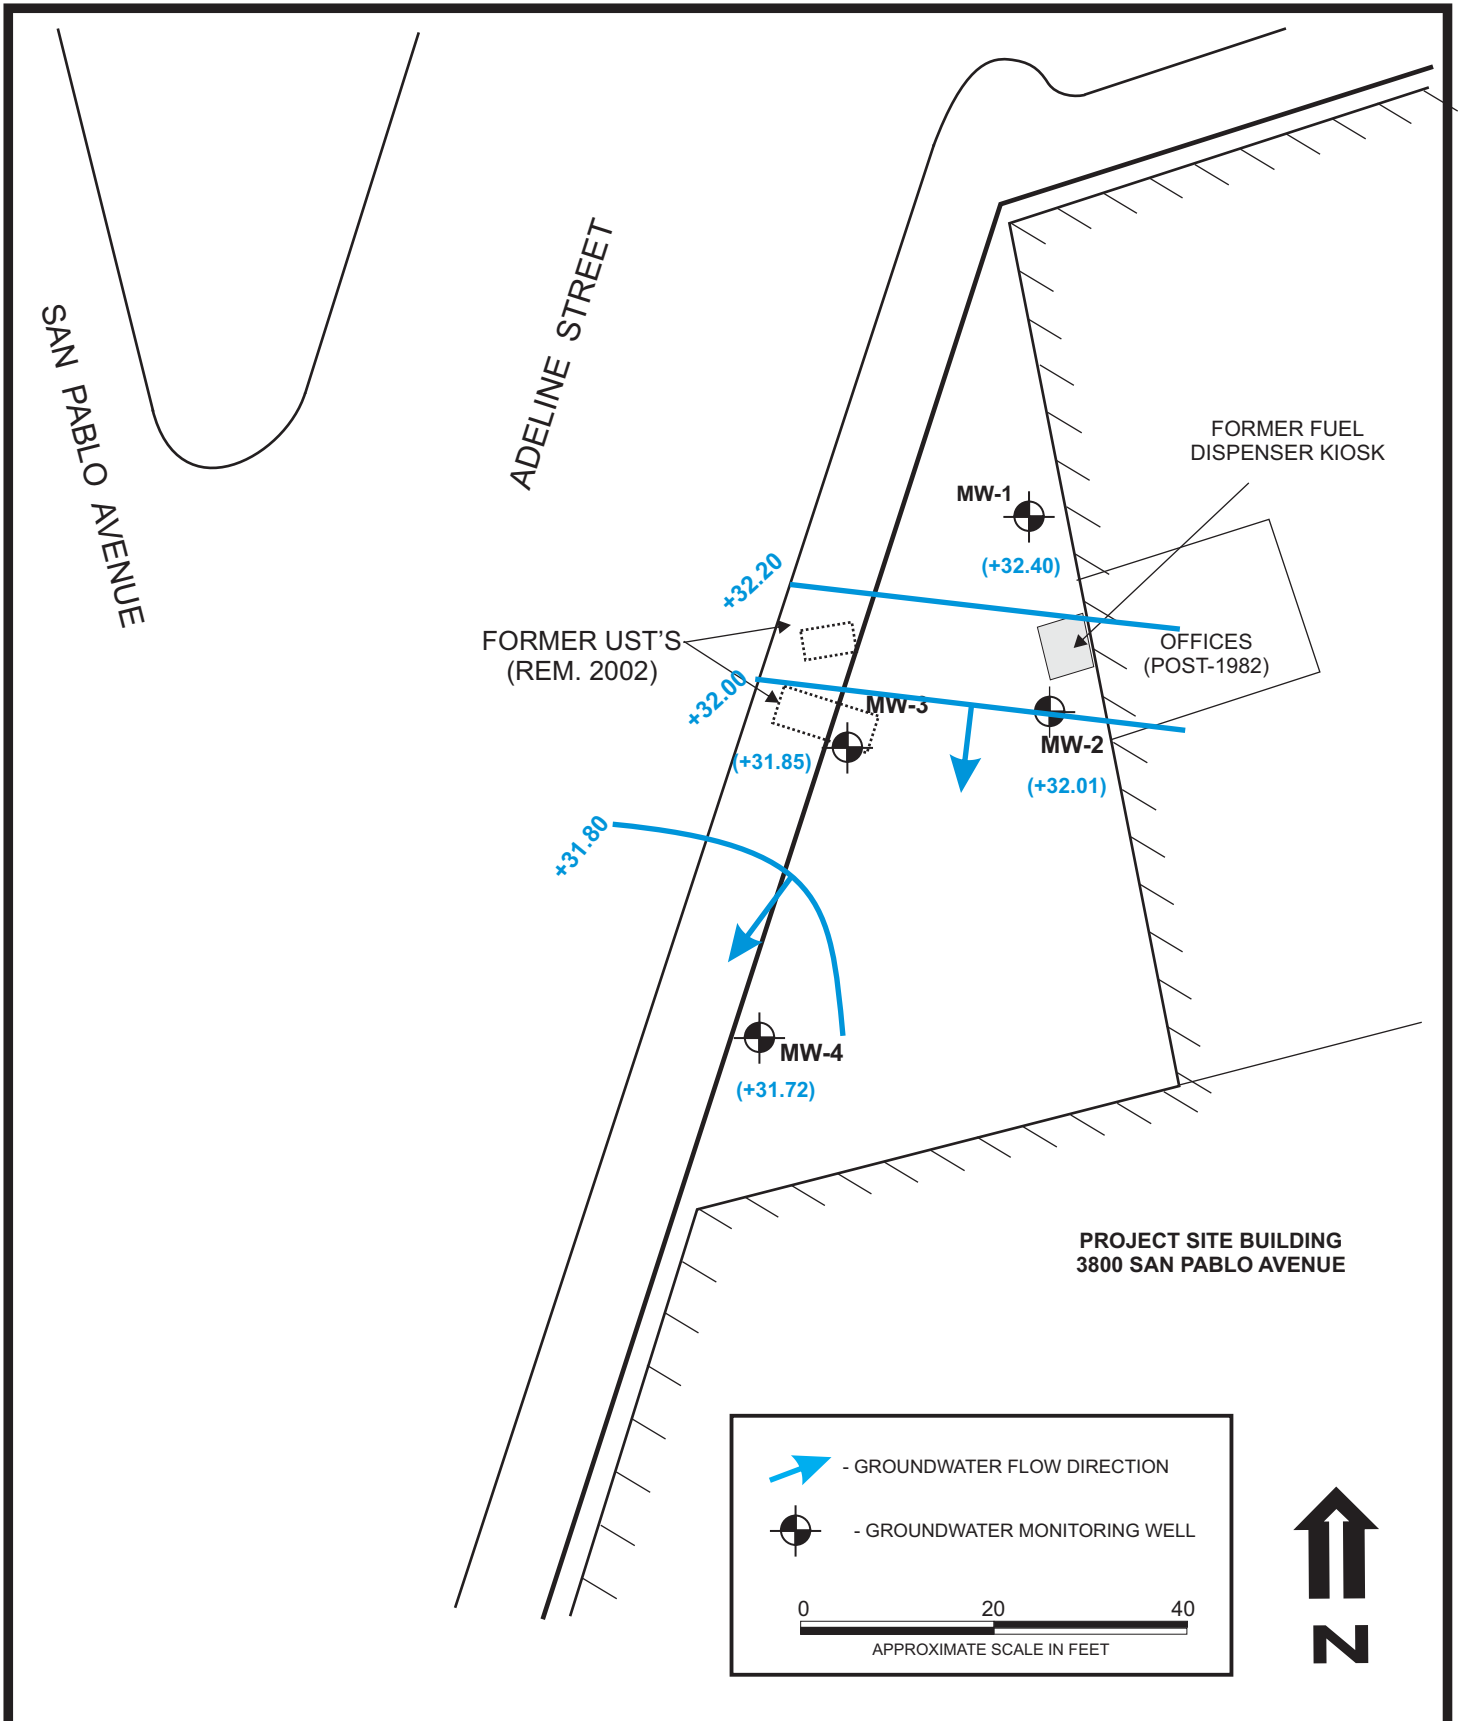 SAN PABLO AVENUE
ADELINE STREET
FORMER FUEL
DISPENSER KIOSK
MW-1
(+32.40)
+32.20
FORMER UST'S
(REM. 2002)
OFFICES
(POST-1982)
+32.00
MW-3
(+31.85)
MW-2
(+32.01)
+31.80
MW-4
(+31.72)
PROJECT SITE BUILDING
3800 SAN PABLO AVENUE
- GROUNDWATER FLOW DIRECTION
- GROUNDWATER MONITORING WELL
0 20 40
APPROXIMATE SCALE IN FEET
N